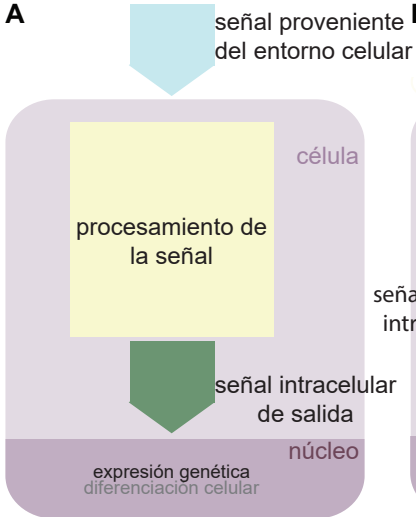 A
señal proveniente
del entorno celular
célula
procesamiento de
la señal
señal intracelular
de salida
núcleo
expresión genética
diferenciación celular